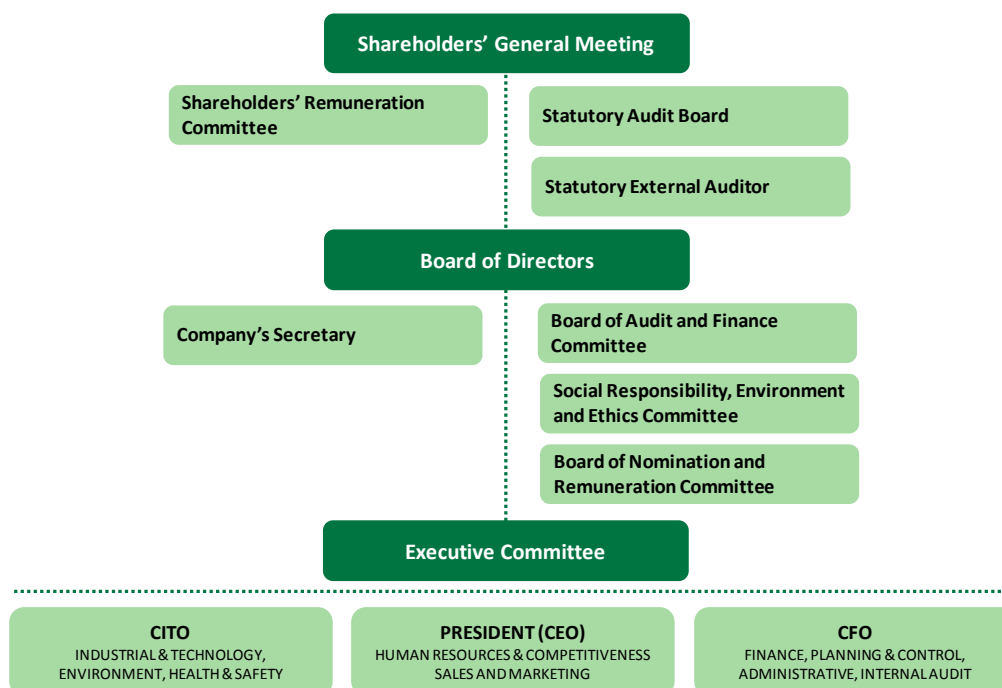 Shareholders' General Meeting
Shareholders' Remuneration
Committee
Statutory Audit Board
Statutory External Auditor
Board of Directors
Company's Secretary
Board of Audit and Finance
Committee
Social Responsibility, Environment
and Ethics Committee
Board of Nomination and
Remuneration Committee
Executive Committee
CITO
INDUSTRIAL & TECHNOLOGY,
ENVIRONMENT, HEALTH & SAFETY
PRESIDENT (CEO)
HUMAN RESOURCES & COMPETITIVENESS
SALES AND MARKETING
CFO
FINANCE, PLANNING & CONTROL,
ADMINISTRATIVE, INTERNAL AUDIT